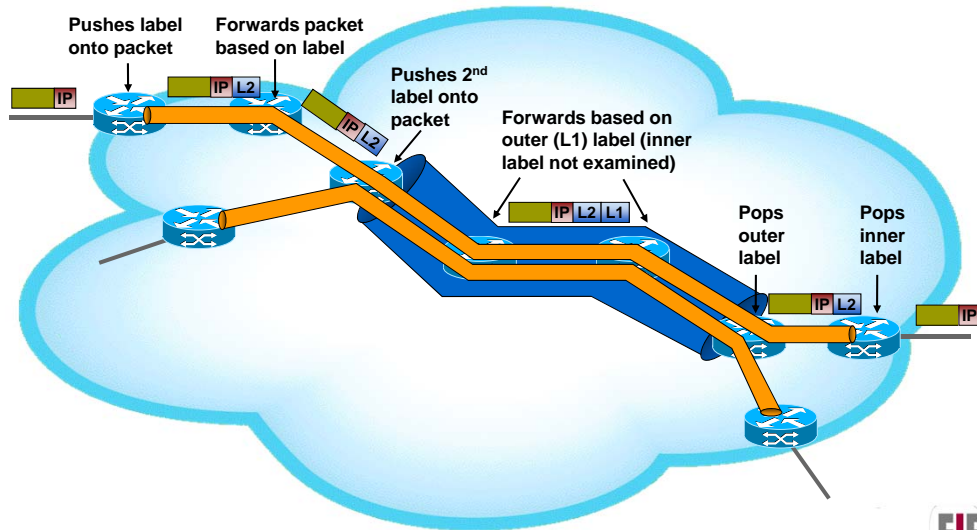 Pushes label
onto packet
Forwards packet
based on label
IP
IP L2
IP L2
Pushes 2nd
label onto
packet
Forwards based on
outer (L1) label (inner
label not examined)
IP L2 L1
Pops
outer
label
Pops
inner
label
IP L2
IP